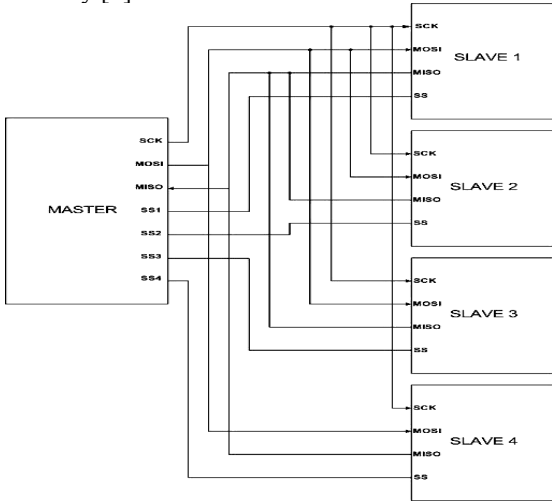 SCK
MOSI
MISO
SS
SLAVE 1
SCK
MOSI
MISO
MASTER
SS1
SS2
SS3
SS4
SCK
MOSI
MISO
SS
SLAVE 2
SCK
MOSI
MISO
SS
SLAVE 3
SCK
MOSI
MISO
SS
SLAVE 4